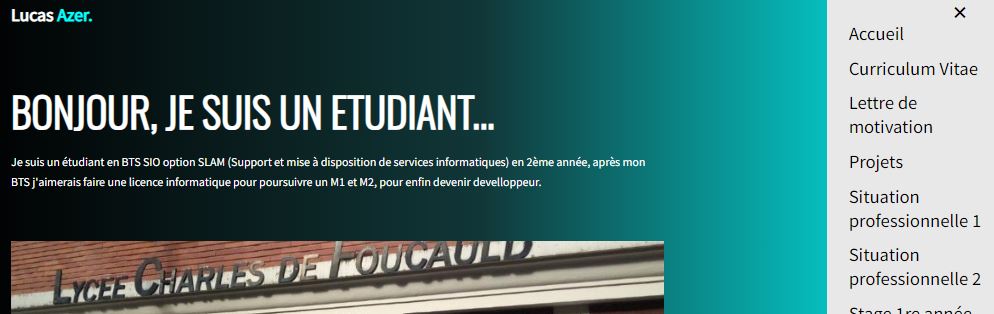 Lucas Azer.
✕
BONJOUR, JE SUIS UN ETUDIANT...
Je suis un étudiant en BTS SIO option SLAM (Support et mise à disposition de services informatiques) en 2ème année, après mon
BTS j'aimerais faire une licence informatique pour poursuivre un M1 et M2, pour enfin devenir develloppeur.
LYCEE CHARLES DE FOUCAULD
Accueil
Curriculum Vitae
Lettre de
motivation
Projets
Situation
professionnelle 1
Situation
professionnelle 2
Stage 1re année